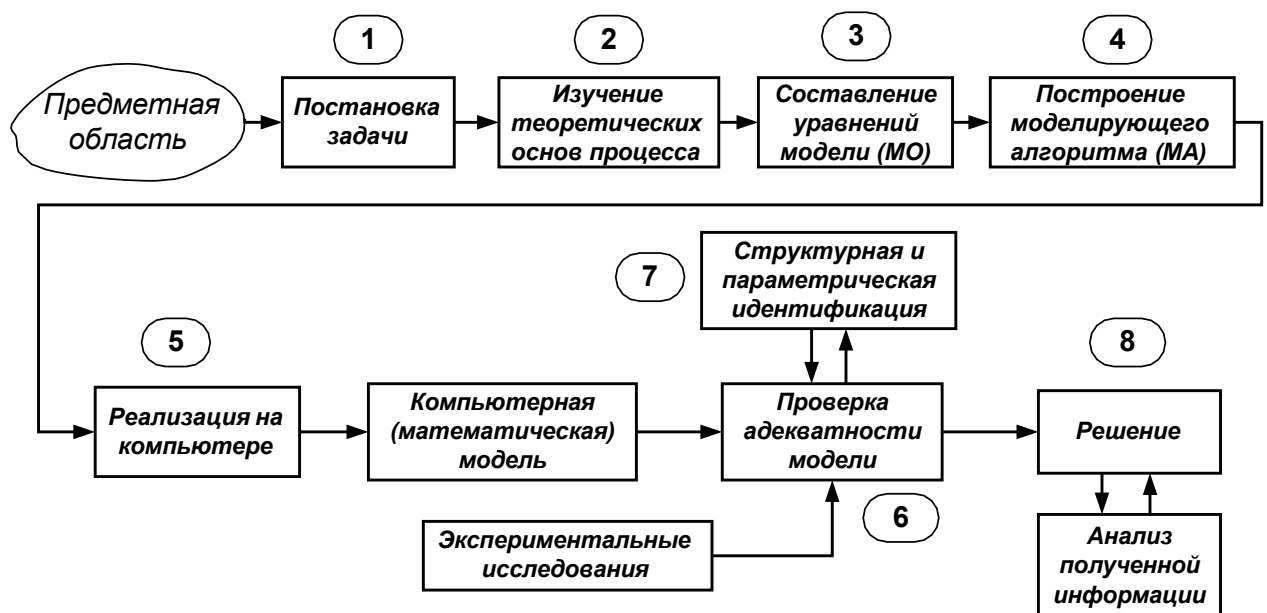 1
2
3
4
Предметная
область
Постановка
задачи
Изучение
теоретических
основ процесса
Составление
уравнений
модели (МО)
Построение
моделирующего
алгоритма (МА)
7
Структурная и
параметрическая
идентификация
5
8
Реализация на
компьютере
Компьютерная
(математическая)
модель
Проверка
адекватности
модели
Решение
6
Экспериментальные
исследования
Анализ
полученной
информации